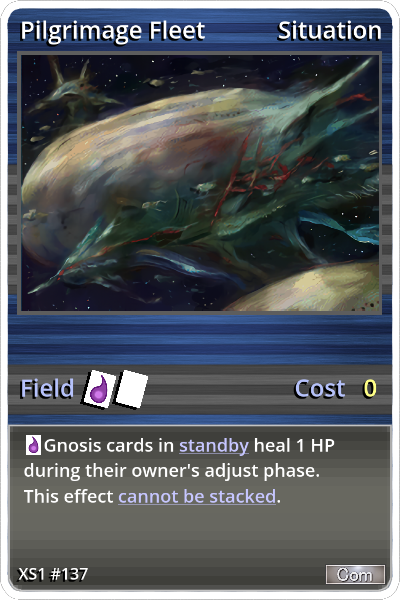 Pilgrimage Fleet Situation
Field Cost 0
Gnosis cards in standby heal 1 HP
during their owner's adjust phase.
This effect cannot be stacked.
XS1 #137 Com